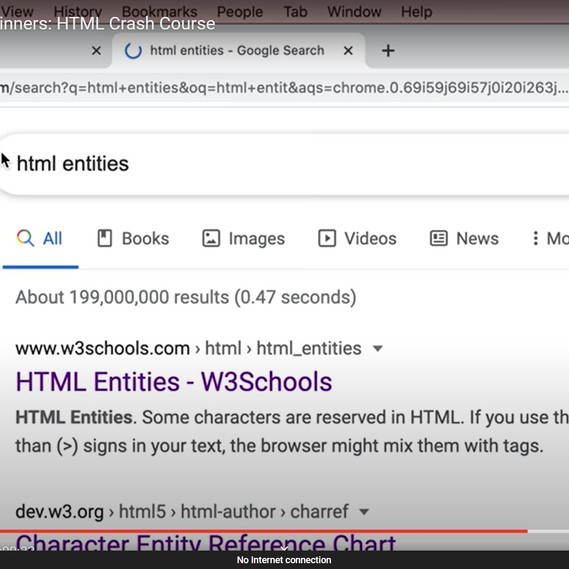 View History Bookmarks People Tab Window Help
inners: HTML Crash Course
html entities - Google Search
m/search?q=html+entities&oq=html+entit&aqs=chrome.0.69i59j69i57j0i20i263j...
html entities
All Books Images Videos News Mo
About 199,000,000 results (0.47 seconds)
www.w3schools.com › html › html_entities
HTML Entities - W3Schools
HTML Entities. Some characters are reserved in HTML. If you use th
than (>) signs in your text, the browser might mix them with tags.
dev.w3.org › html5 › html-author › charref
Character Entity Reference Chart
No Internet connection